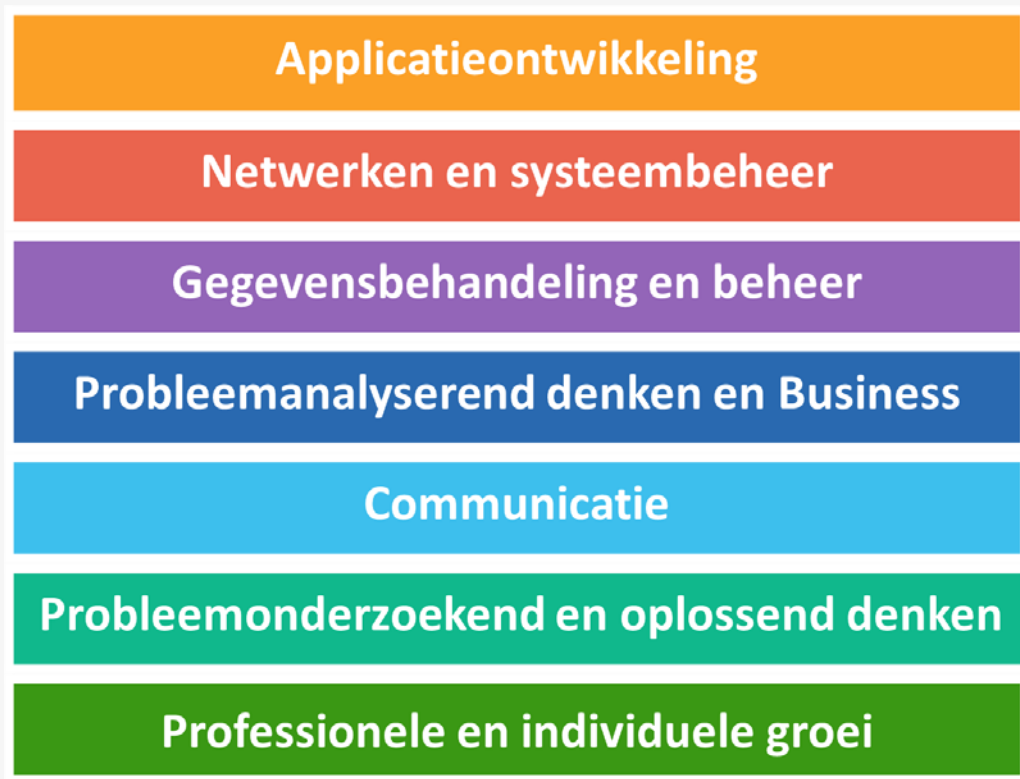 Applicatieontwikkeling
Netwerken en systeembeheer
Gegevensbehandeling en beheer
Probleemanalyserend denken en Business
Communicatie
Probleemonderzoekend en oplossend denken
Professionele en individuele groei